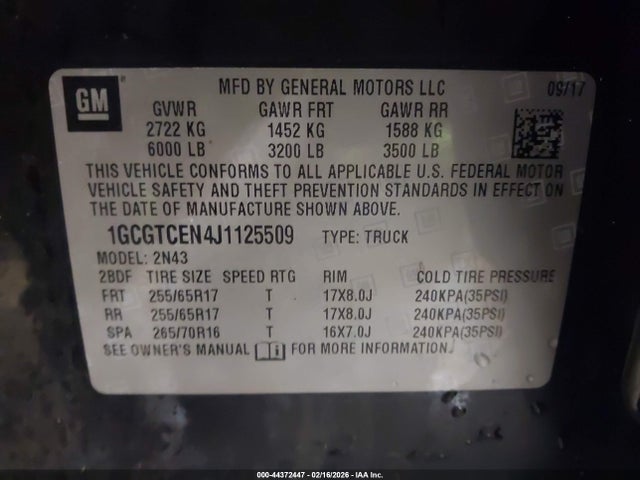 GM
MFD BY GENERAL MOTORS LLC 09/17
GVWR GAWR FRT GAWR RR
2722 KG 1452 KG 1588 KG
6000 LB 3200 LB 3500 LB
THIS VEHICLE CONFORMS TO ALL APPLICABLE U.S. FEDERAL MOTOR
VEHICLE SAFETY AND THEFT PREVENTION STANDARDS IN EFFECT ON
THE DATE OF MANUFACTURE SHOWN ABOVE.
1GCGTCEN4J1125509 TYPE: TRUCK
MODEL: 2N43
2BDF TIRE SIZE SPEED RTG RIM COLD TIRE PRESSURE
FRT 255/65R17 T 17X8.0J 240KPA(35PSI)
RR 255/65R17 T 17X8.0J 240KPA(35PSI)
SPA 265/70R16 T 16X7.0J 240KPA(35PSI)
SEE OWNER'S MANUAL FOR MORE INFORMATION.
000-44372447 - 02/16/2026 - IAA Inc.